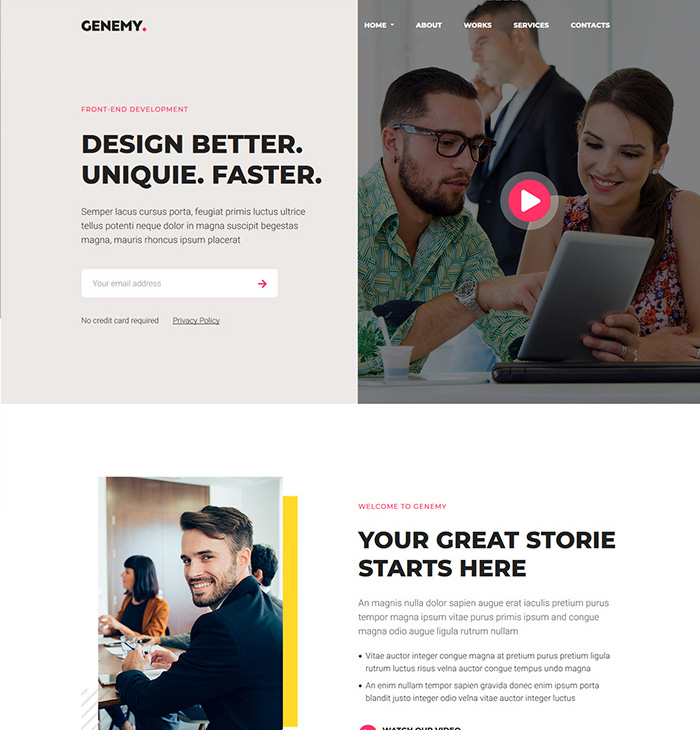 GENEMY.
HOME ABOUT WORKS SERVICES CONTACTS
FRONT-END DEVELOPMENT
DESIGN BETTER.
UNIQUIE. FASTER.
Semper lacus cursus porta, feugiat primis luctus ultrice
tellus potenti neque dolor in magna suscipit begestas
magna, mauris rhoncus ipsum placerat
Your email address
No credit card required Privacy Policy
WELCOME TO GENEMY
YOUR GREAT STORIE
STARTS HERE
An magnis nulla dolor sapien augue erat iaculis pretium purus
tempor magna ipsum vitae purus primis ipsum and congue
magna odio augue ligula rutrum nullam
• Vitae auctor integer congue magna at pretium purus pretium ligula
rutrum luctus risus velna auctor congue tempus undo magna
• An enim nullam tempor sapien gravida donec enim ipsum porta
blandit justo integer odio velna vitae auctor integer luctus
WATCH OUR VIDEO